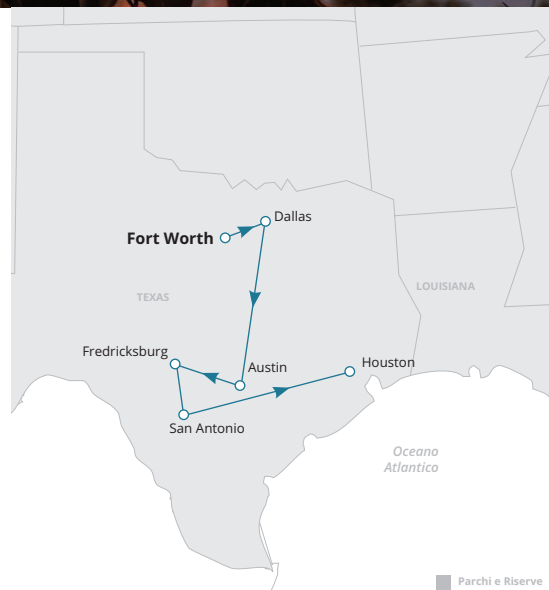 Dallas
Fort Worth
TEXAS
LOUISIANA
Fredricksburg
Austin
Houston
San Antonio
Oceano
Atlantico
Parchi e Riserve